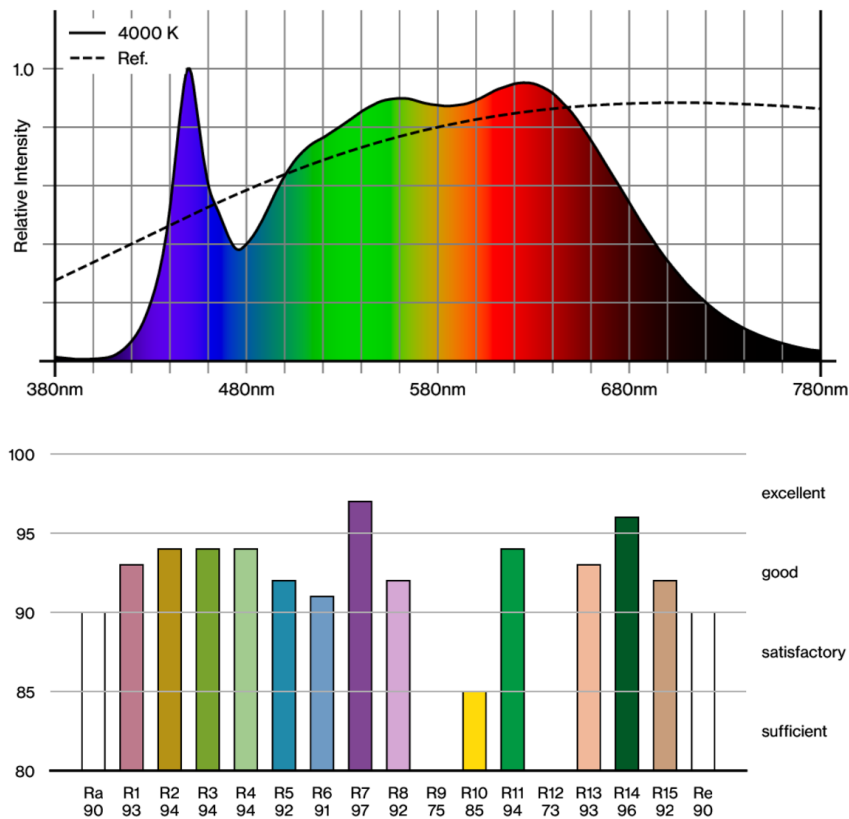 4000 K
Ref.
1.0
Relative Intensity
380nm 480nm 580nm 680nm 780nm
100
excellent
95
good
90
satisfactory
85
sufficient
80
Ra R1 R2 R3 R4 R5 R6 R7 R8 R9 R10 R11 R12 R13 R14 R15 Re
90 93 94 94 94 92 91 97 92 75 85 94 73 93 96 92 90